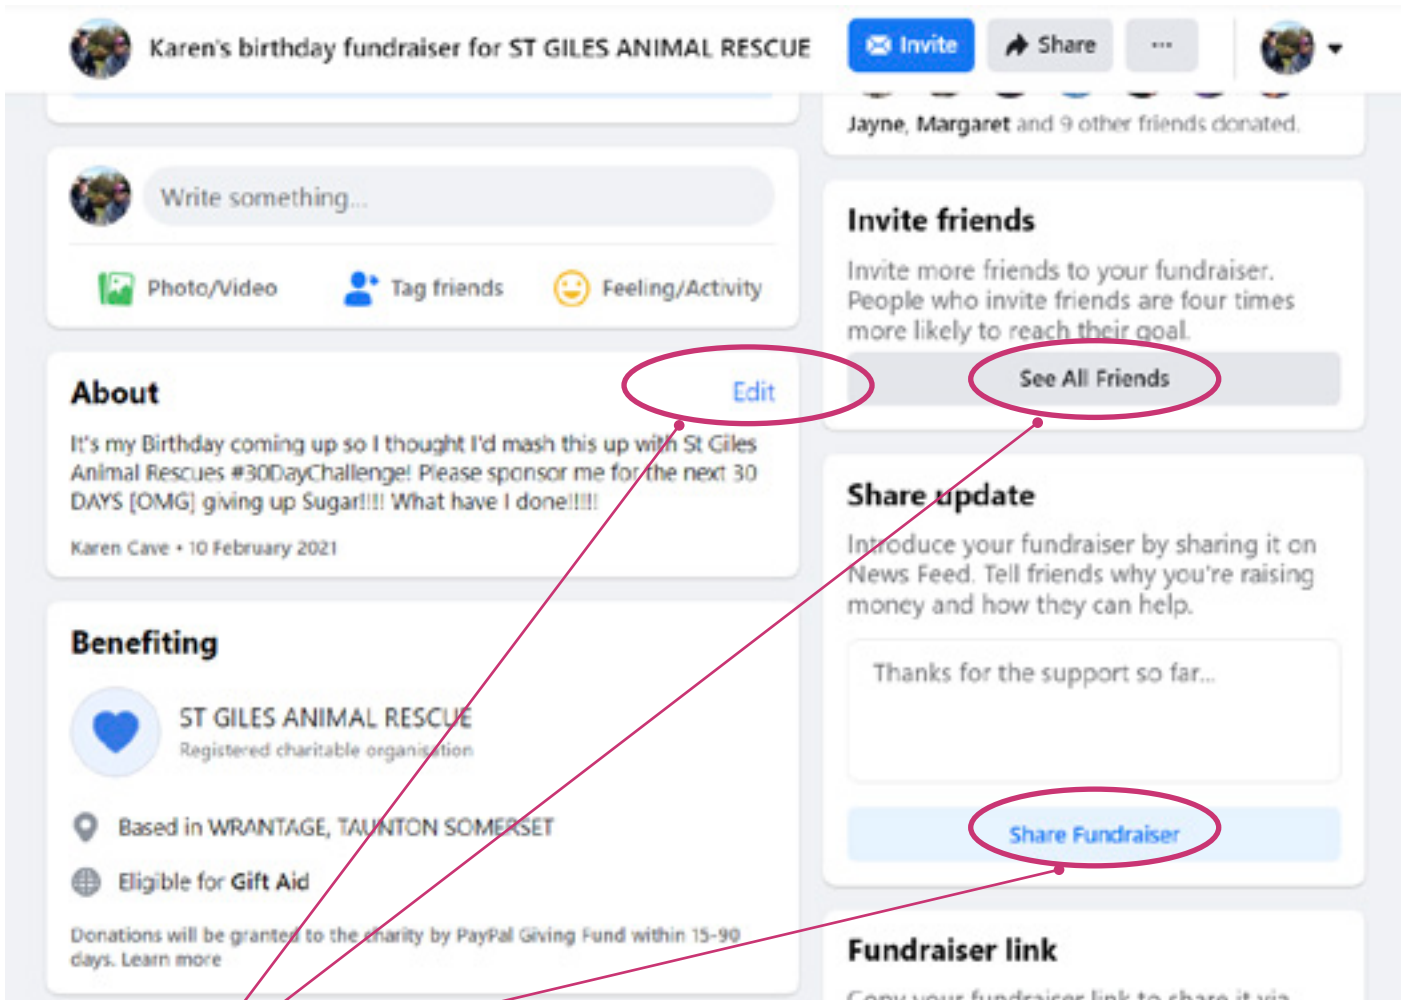 Karen's birthday fundraiser for ST GILES ANIMAL RESCUE
Invite
Share
Write something...
Photo/Video
Tag friends
Feeling/Activity
About
Edit
It's my Birthday coming up so I thought I'd mash this up with St Giles
Animal Rescues #30DayChallenge! Please sponsor me for the next 30
DAYS [OMG] giving up Sugar!!!! What have I done!!!!!
Karen Cave • 10 February 2021
Benefiting
ST GILES ANIMAL RESCUE
Registered charitable organisation
Based in WRANTAGE, TAUNTON SOMERSET
Eligible for Gift Aid
Donations will be granted to the charity by PayPal Giving Fund within 15-90
days. Learn more
Jayne, Margaret and 9 other friends donated.
Invite friends
Invite more friends to your fundraiser.
People who invite friends are four times
more likely to reach their goal.
See All Friends
Share update
Introduce your fundraiser by sharing it on
News Feed. Tell friends why you're raising
money and how they can help.
Thanks for the support so far...
Share Fundraiser
Fundraiser link
Copy your fundraiser link to share it via